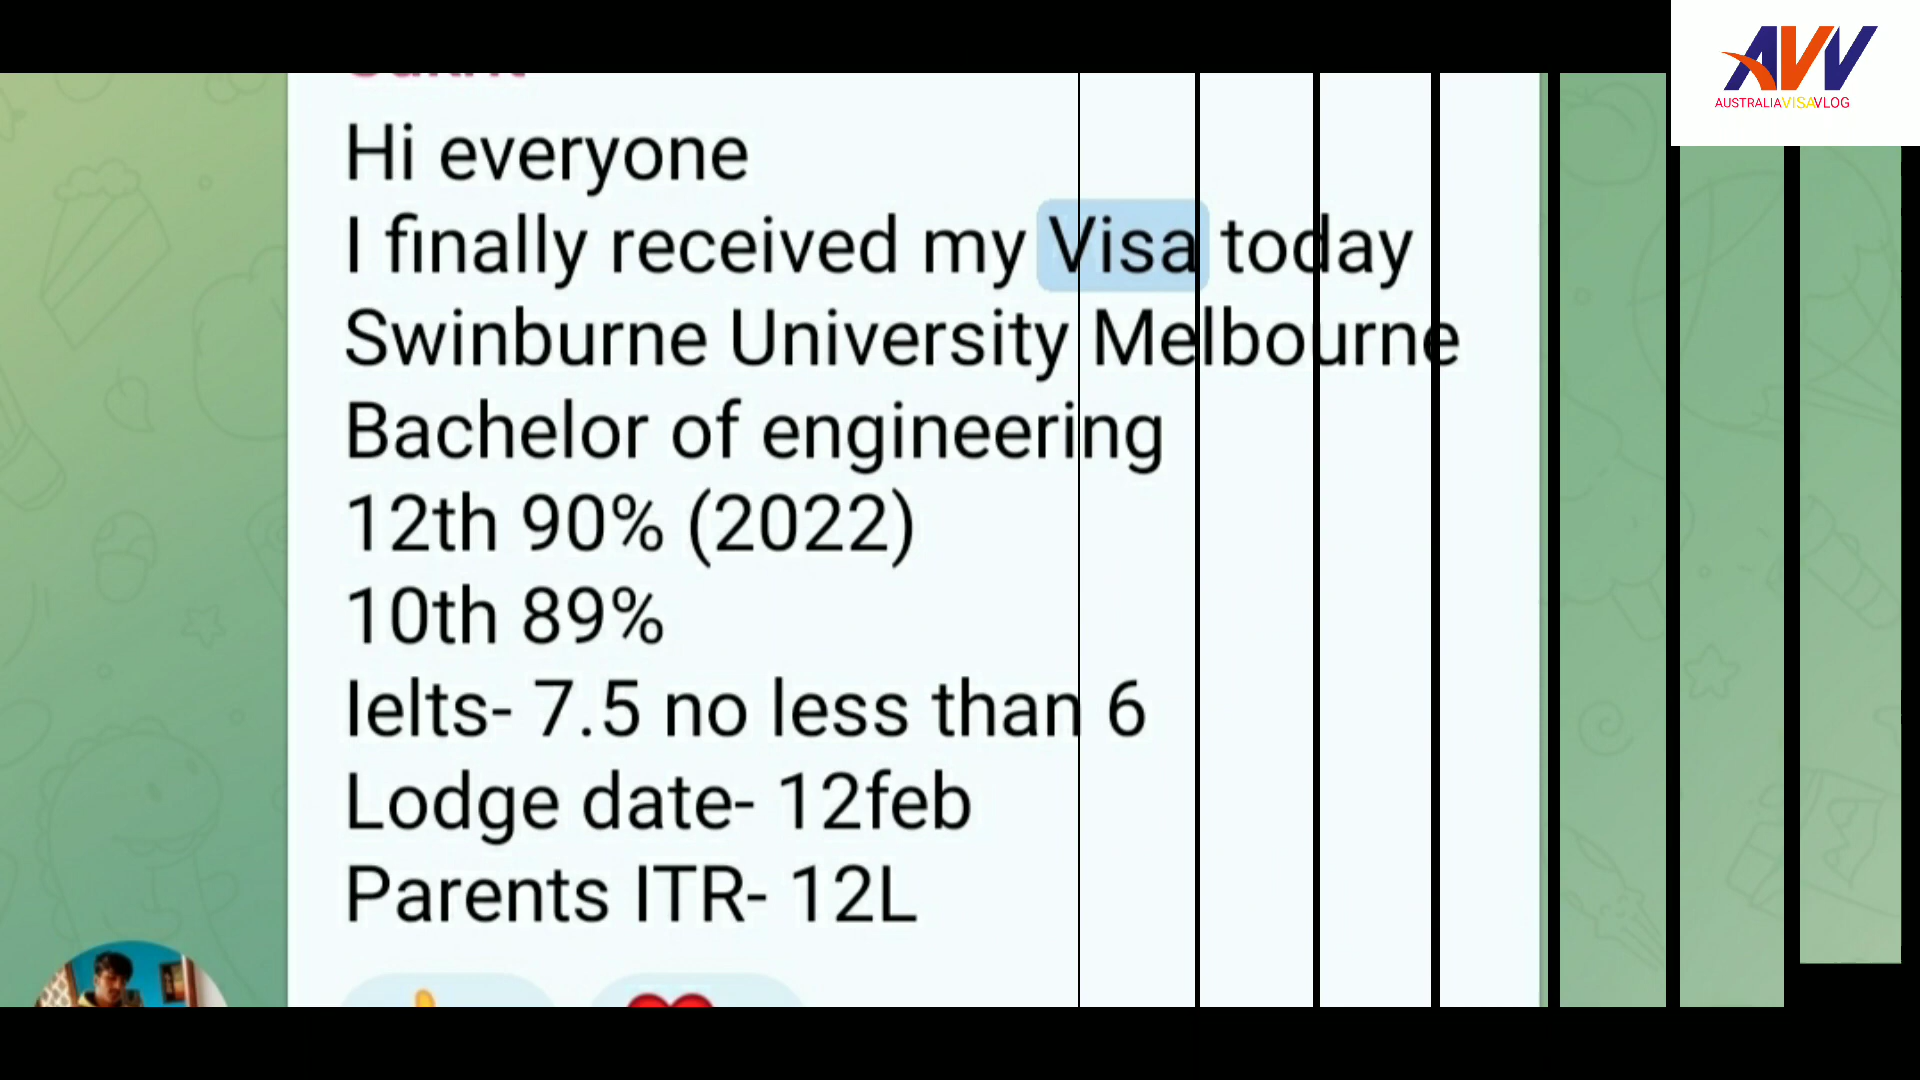 AVV
AUSTRALIAVISAVLOG
Hi everyone
I finally received my Visa today
Swinburne University Melbourne
Bachelor of engineering
12th 90% (2022)
10th 89%
Ielts- 7.5 no less than 6
Lodge date- 12feb
Parents ITR- 12L